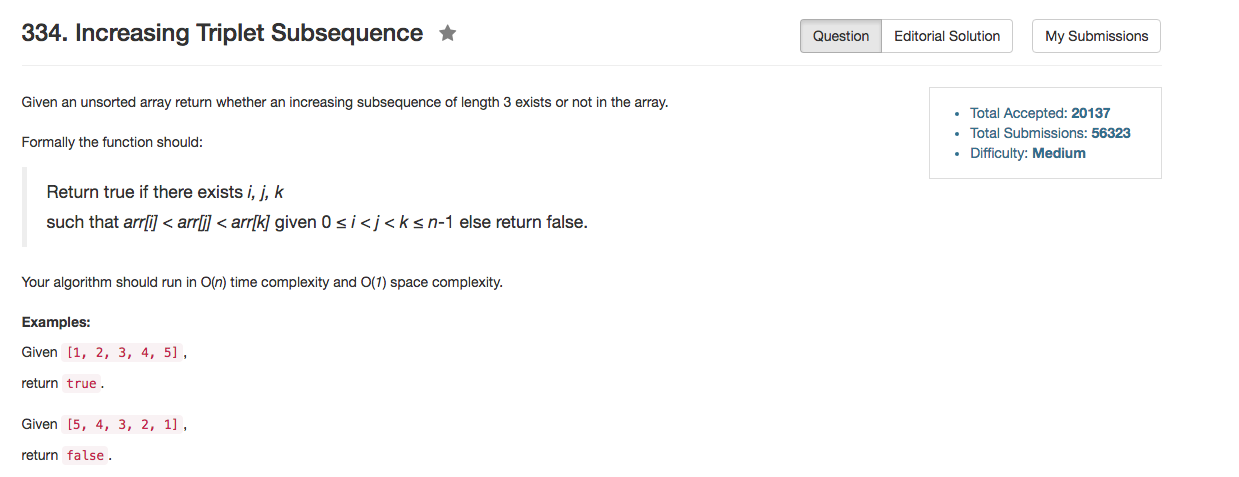 334. Increasing Triplet Subsequence
Question
Editorial Solution
My Submissions
Given an unsorted array return whether an increasing subsequence of length 3 exists or not in the array.
Total Accepted: 20137
Total Submissions: 56323
Difficulty: Medium
Formally the function should:
Return true if there exists i, j, k
such that arr[i] < arr[j] < arr[k] given 0 ≤ i < j < k ≤ n-1 else return false.
Your algorithm should run in O(n) time complexity and O(1) space complexity.
Examples:
Given [1, 2, 3, 4, 5] ,
return true .
Given [5, 4, 3, 2, 1] ,
return false .